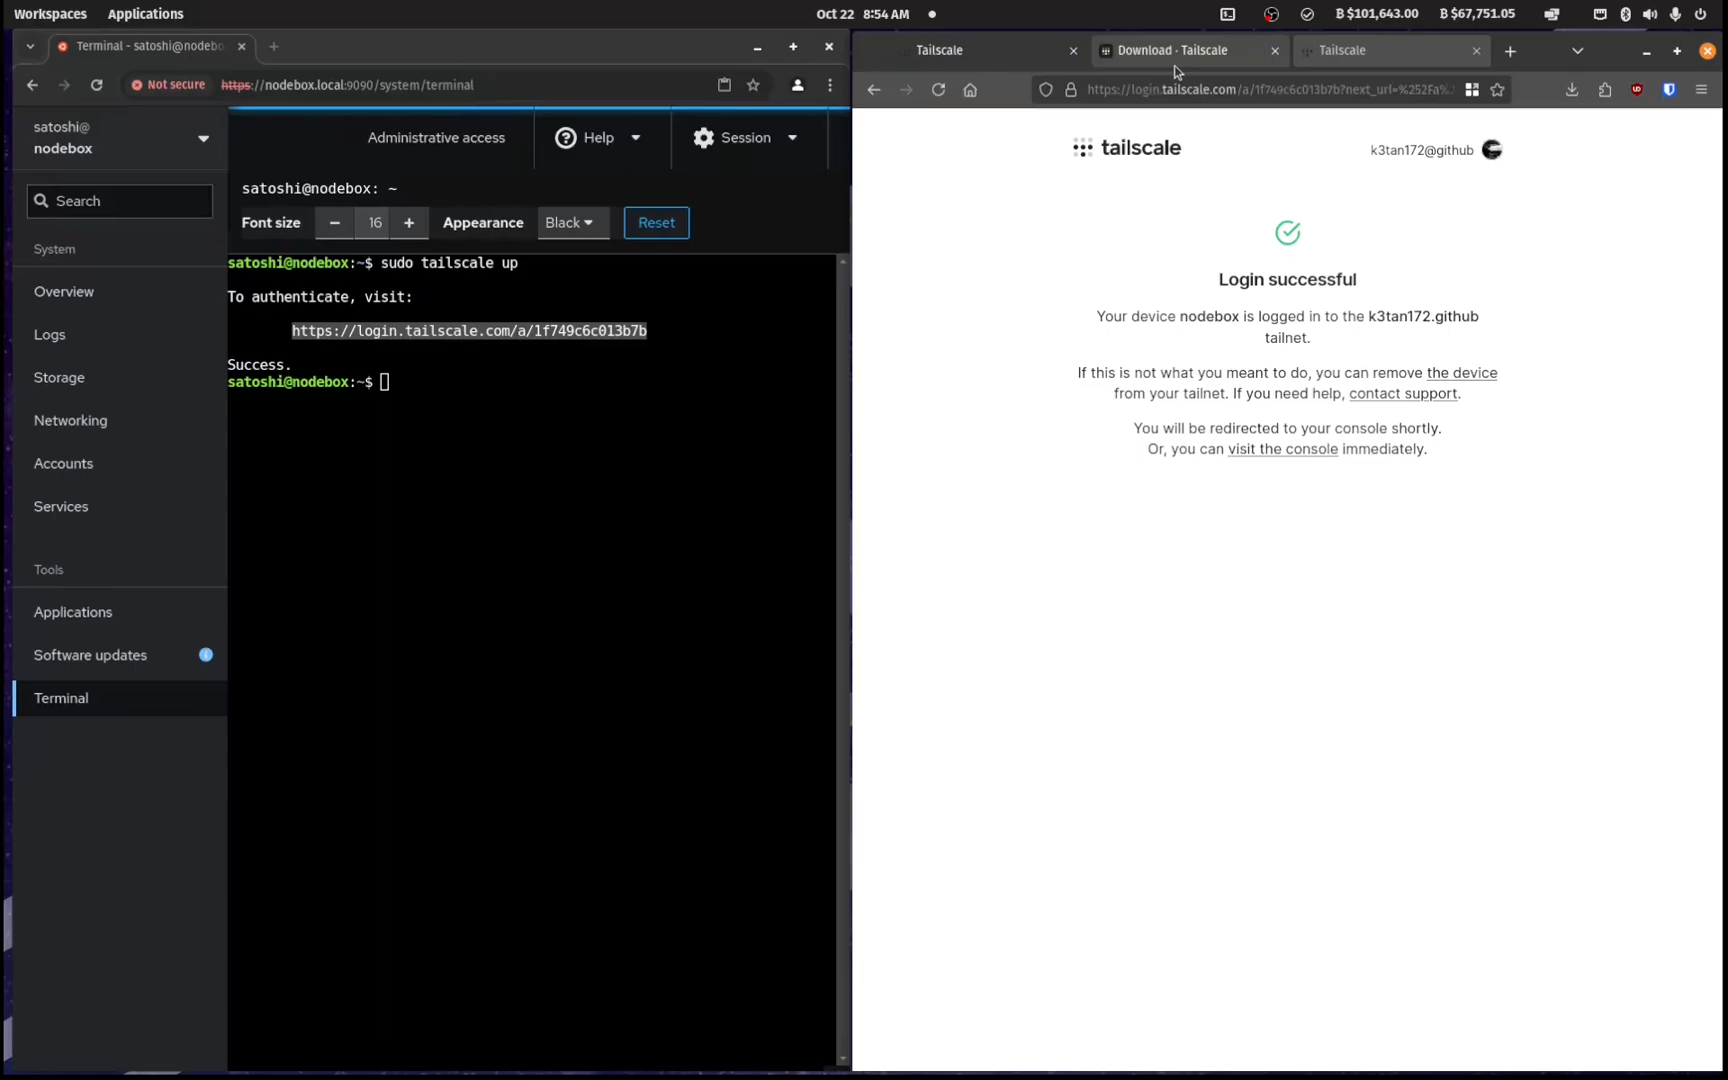 Workspaces
Applications
Oct 22 8:54 AM
₿ $101,643.00
₿ $67,751.05
Terminal - satoshi@nodebo
Not secure
https://nodebox.local:9090/system/terminal
satoshi@
nodebox
Administrative access
Help
Session
Search
satoshi@nodebox: ~
Font size
16
Appearance
Black
Reset
System
Overview
Logs
Storage
Networking
Accounts
Services
Tools
Applications
Software updates
Terminal
satoshi@nodebox:~$ sudo tailscale up
To authenticate, visit:
https://login.tailscale.com/a/1f749c6c013b7b
Success.
satoshi@nodebox:~$
Tailscale
Download · Tailscale
Tailscale
https://login.tailscale.com/a/1f749c6c013b7b?next_url=%252Fa%.
tailscale
k3tan172@github
Login successful
Your device nodebox is logged in to the k3tan172.github
tailnet.
If this is not what you meant to do, you can remove the device
from your tailnet. If you need help, contact support.
You will be redirected to your console shortly.
Or, you can visit the console immediately.